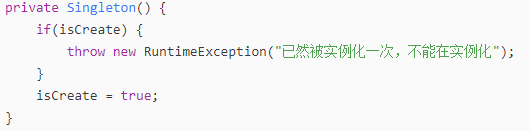 private Singleton() {
if(isCreate) {
throw new RuntimeException("已然被实例化一次，不能在实例化");
}
isCreate = true;
}